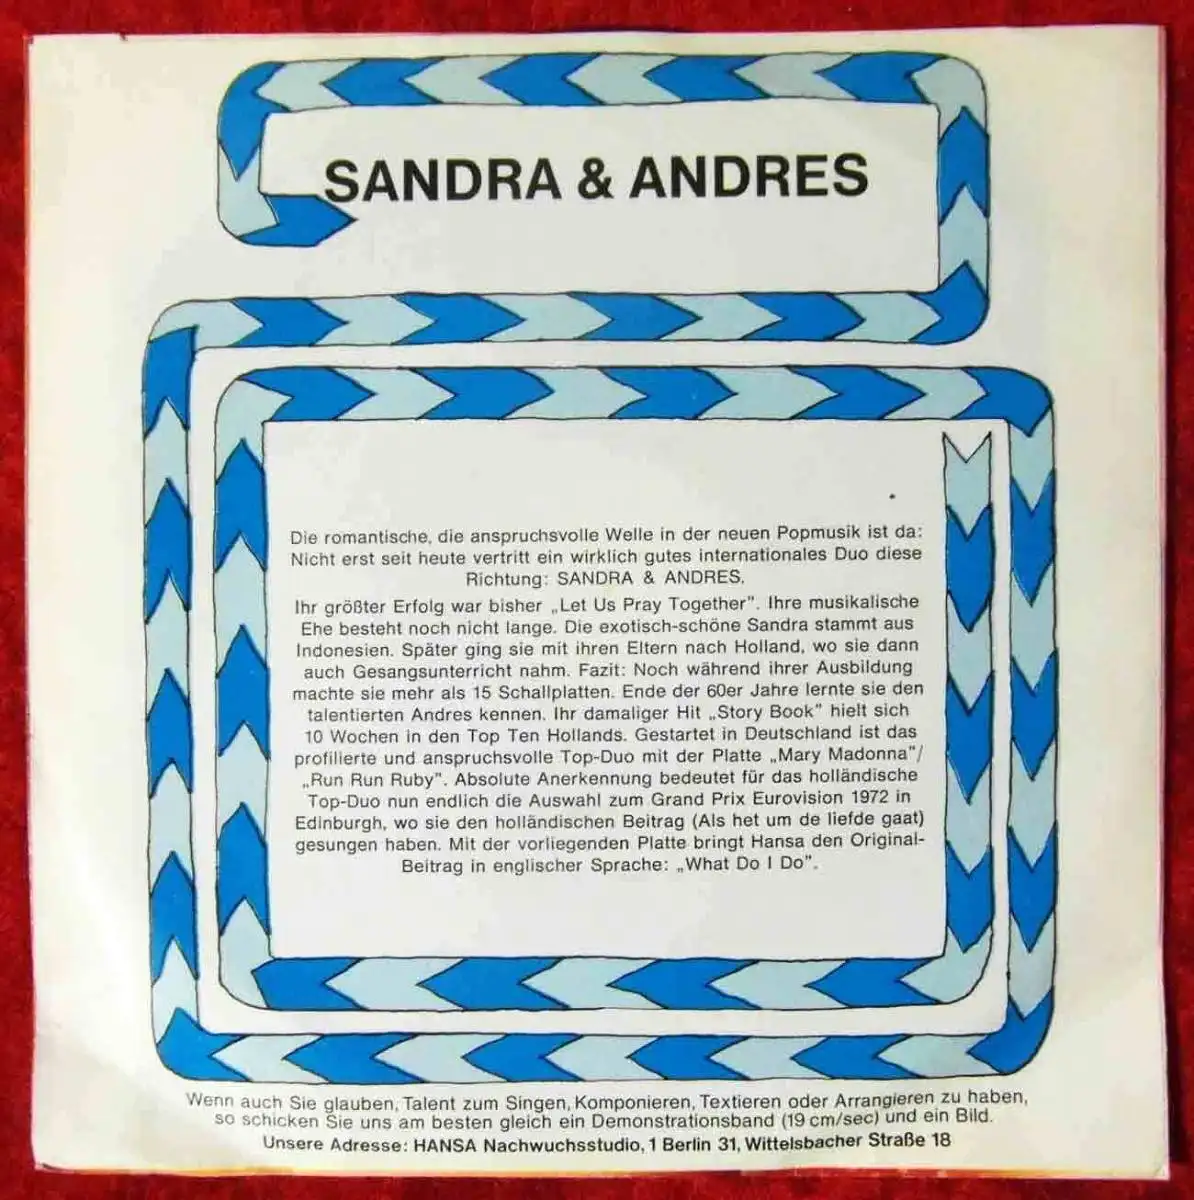 SANDRA & ANDRES
Die romantische, die anspruchsvolle Welle in der neuen Popmusik ist da:
Nicht erst seit heute vertritt ein wirklich gutes internationales Duo diese
Richtung: SANDRA & ANDRES.
Ihr größter Erfolg war bisher „Let Us Pray Together”. Ihre musikalische
Ehe besteht noch nicht lange. Die exotisch-schöne Sandra stammt aus
Indonesien. Später ging sie mit ihren Eltern nach Holland, wo sie dann
auch Gesangsunterricht nahm. Fazit: Noch während ihrer Ausbildung
machte sie mehr als 15 Schallplatten. Ende der 60er Jahre lernte sie den
talentierten Andres kennen. Ihr damaliger Hit „Story Book” hielt sich
10 Wochen in den Top Ten Hollands. Gestartet in Deutschland ist das
profilierte und anspruchsvolle Top-Duo mit der Platte „Mary Madonna”/
„Run Run Ruby”. Absolute Anerkennung bedeutet für das holländische
Top-Duo nun endlich die Auswahl zum Grand Prix Eurovision 1972 in
Edinburgh, wo sie den holländischen Beitrag (Als het um de liefde gaat)
gesungen haben. Mit der vorliegenden Platte bringt Hansa den Original-
Beitrag in englischer Sprache: „What Do I Do”.
Wenn auch Sie glauben, Talent zum Singen, Komponieren, Textieren oder Arrangieren zu haben,
so schicken Sie uns am besten gleich ein Demonstrationsband (19 cm/sec) und ein Bild.
Unsere Adresse: HANSA Nachwuchsstudio, 1 Berlin 31, Wittelsbacher Straße 18